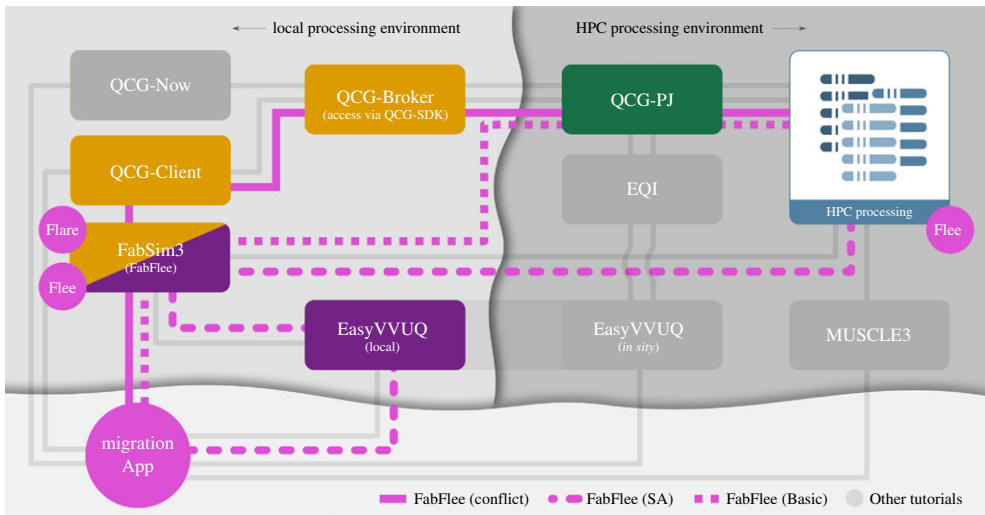 local processing environment
HPC processing environment
QCG-Now
QCG-Broker
(access via QCG-SDK)
QCG-PJ
QCG-Client
EQI
HPC processing
Flare
FabSim3
(FabFlee)
Flee
Flee
EasyVVUQ
(local)
EasyVVUQ
(in sity)
MUSCLE3
migration
App
FabFlee (conflict)
FabFlee (SA)
FabFlee (Basic)
Other tutorials